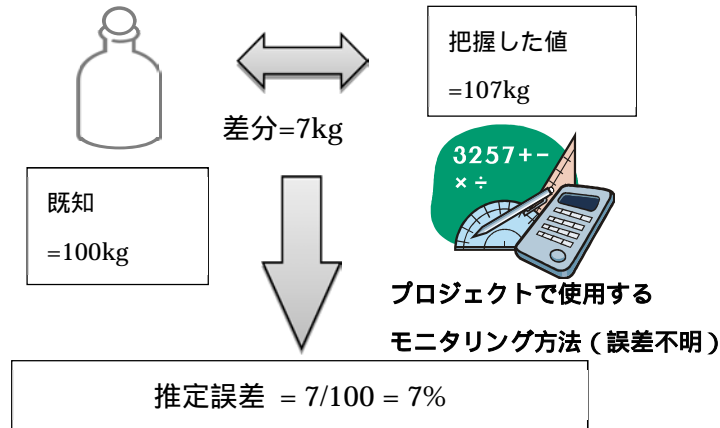 把握した値
=107kg
差分=7kg
3257+-
×÷
既知
=100kg
プロジェクトで使用する
モニタリング方法（誤差不明）
推定誤差 = 7/100 = 7%